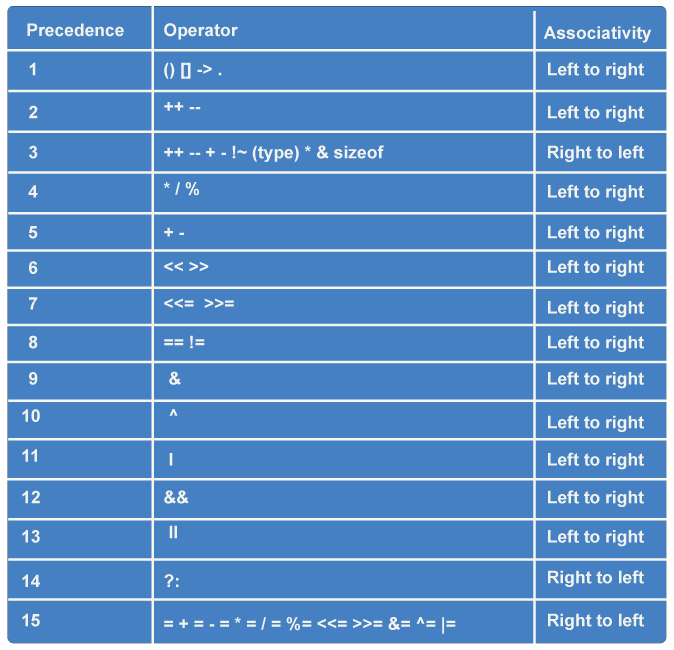 Precedence Operator Associativity
1 () [] -> . Left to right
2 ++ -- Left to right
3 ++ -- + - !~ (type) * & sizeof Right to left
4 * / % Left to right
5 + - Left to right
6 << >> Left to right
7 <<= >>= Left to right
8 == != Left to right
9 & Left to right
10 ^ Left to right
11 | Left to right
12 && Left to right
13 || Left to right
14 ?: Right to left
15 = + = - = * = / = %= <<= >>= &= ^= |= Right to left